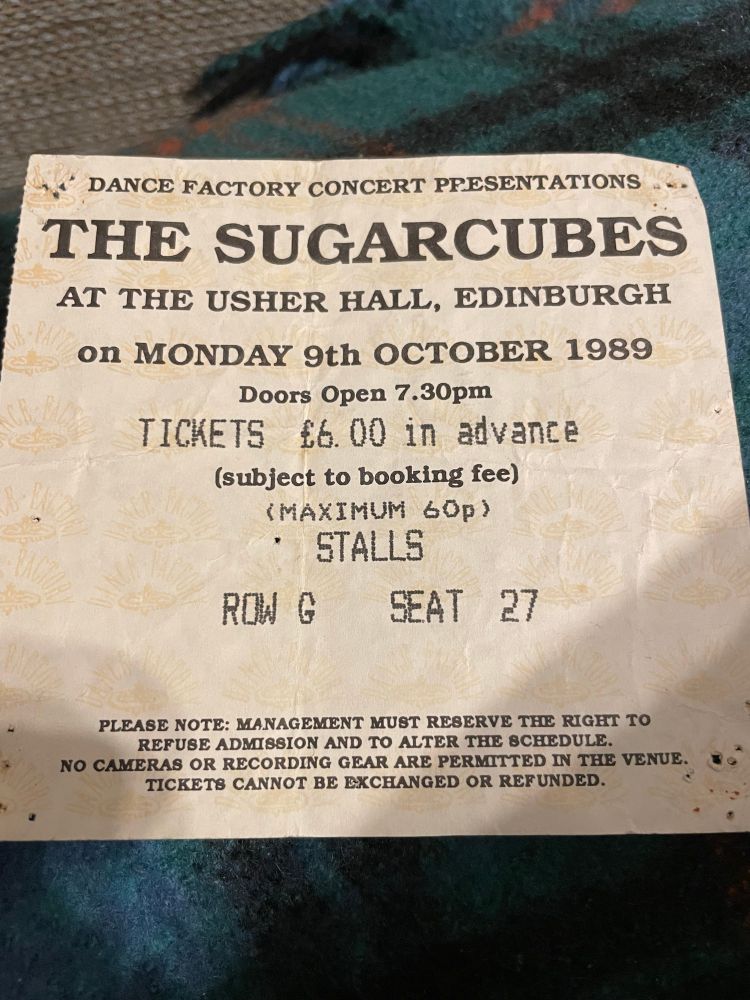 DANCE FACTORY CONCERT PRESENTATIONS
THE SUGARCUBES
AT THE USHER HALL, EDINBURGH
on MONDAY 9th OCTOBER 1989
Doors Open 7.30pm
TICKETS £6.00 in advance
(subject to booking fee)
(MAXIMUM 60p)
STALLS
ROW G SEAT 27
PLEASE NOTE: MANAGEMENT MUST RESERVE THE RIGHT TO
REFUSE ADMISSION AND TO ALTER THE SCHEDULE.
NO CAMERAS OR RECORDING GEAR ARE PERMITTED IN THE VENUE.
TICKETS CANNOT BE EXCHANGED OR REFUNDED.